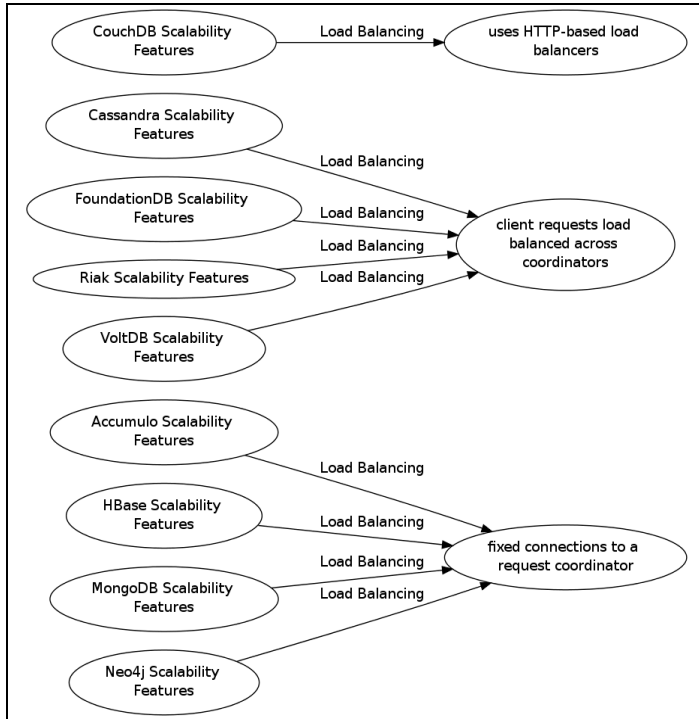 CouchDB Scalability
Features
Load Balancing
uses HTTP-based load
balancers
Cassandra Scalability
Features
Load Balancing
FoundationDB Scalability
Features
Load Balancing
Riak Scalability Features
Load Balancing
VoltDB Scalability
Features
Load Balancing
client requests load
balanced across
coordinators
Accumulo Scalability
Features
Load Balancing
HBase Scalability
Features
Load Balancing
MongoDB Scalability
Features
Load Balancing
Neo4j Scalability
Features
Load Balancing
fixed connections to a
request coordinator